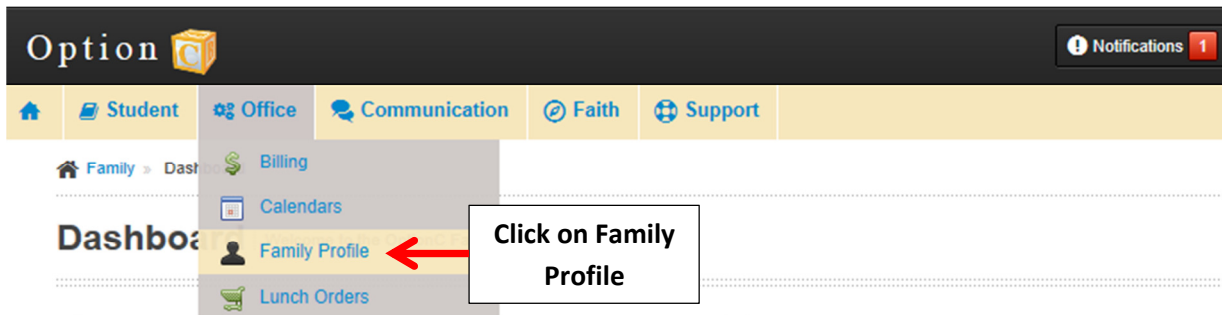 Option C
Notifications 1
Student Office Communication Faith Support
Family » Dash
Billing
Calendars
Dashboa
Family Profile
Click on Family
Profile
Lunch Orders